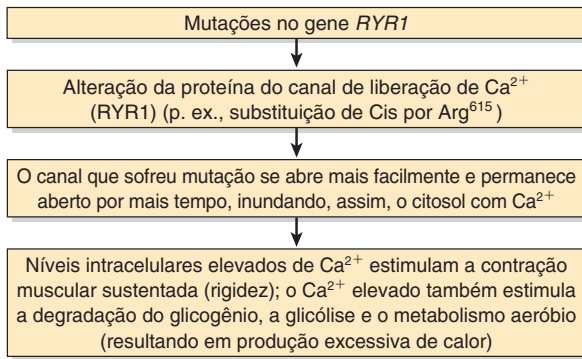 Mutações no gene RYR1
Alteração da proteína do canal de liberação de Ca²⁺
(RYR1) (p. ex., substituição de Cis por Arg⁶¹⁵)
O canal que sofreu mutação se abre mais facilmente e permanece
aberto por mais tempo, inundando, assim, o citosol com Ca²⁺
Níveis intracelulares elevados de Ca²⁺ estimulam a contração
muscular sustentada (rigidez); o Ca²⁺ elevado também estimula
a degradação do glicogênio, a glicólise e o metabolismo aeróbio
(resultando em produção excessiva de calor)